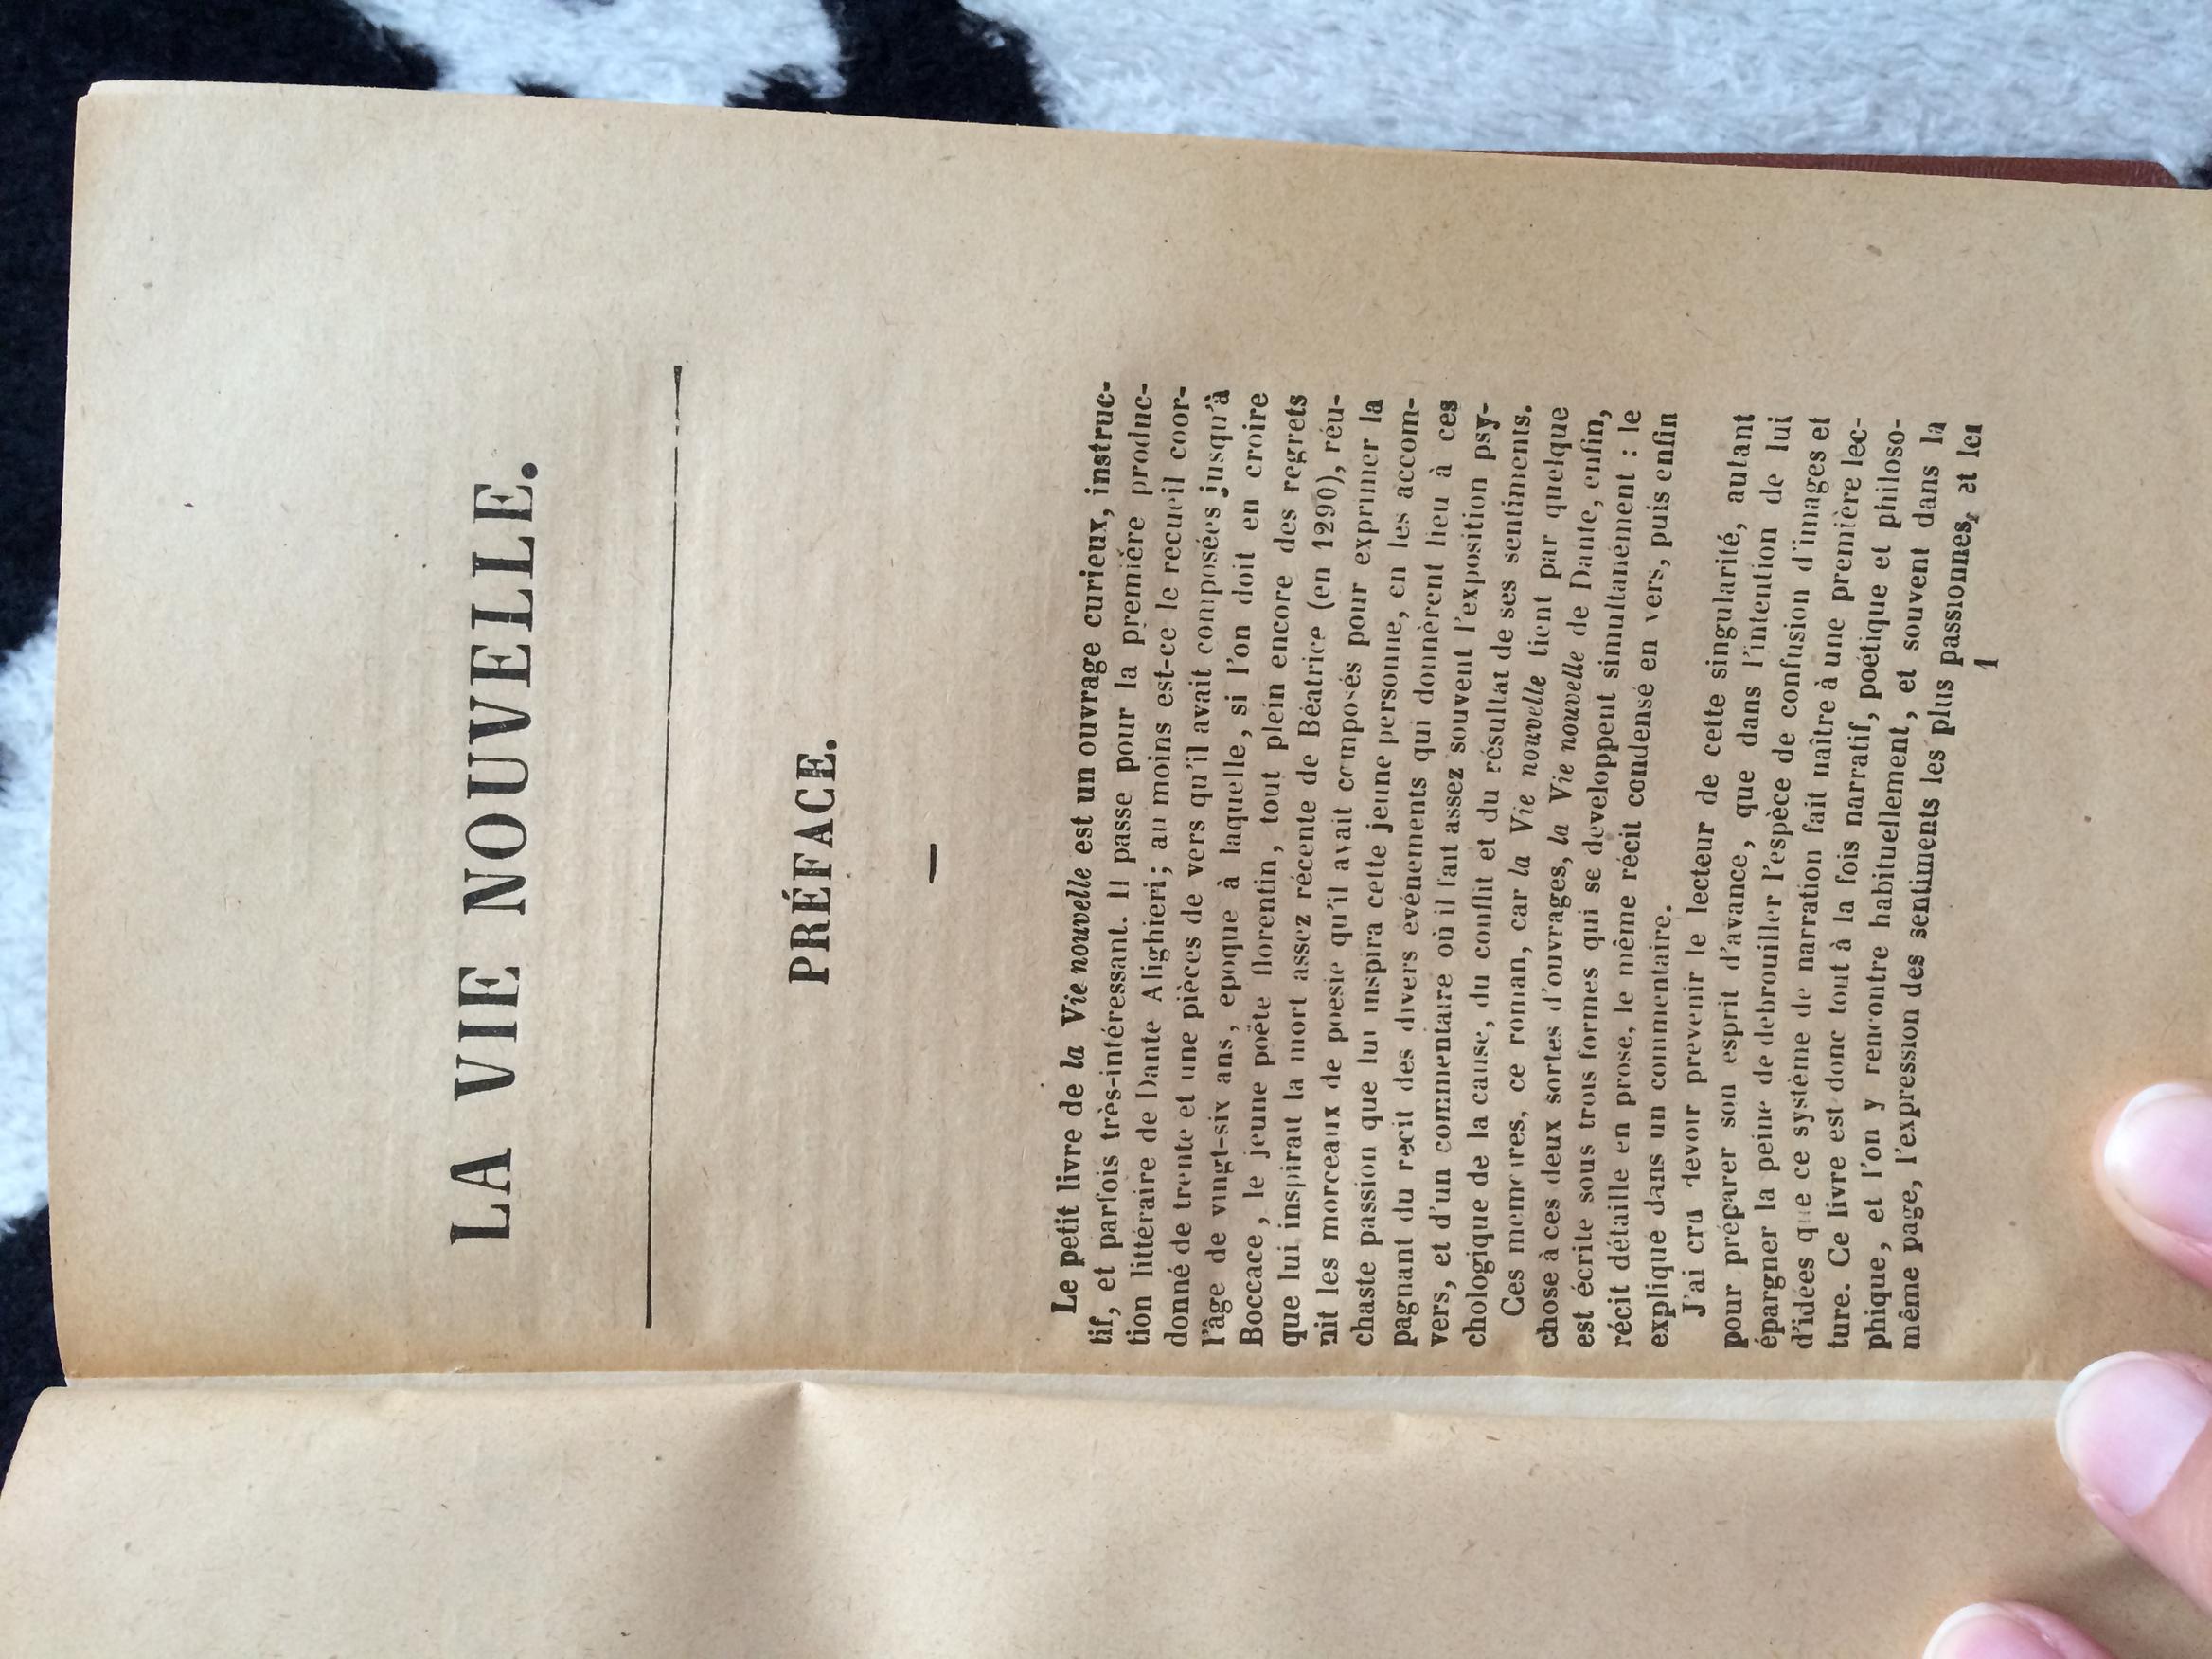 LA VIE NOUVELLE.
PRÉFACE.
Le petit livre de la Vie nouvelle est un ouvrage curieux, instruc-
tif, et parfois très-intéressant. Il passe pour la première produc-
tion littéraire de Dante Alighieri; au moins est-ce le recueil coor-
donné de trente et une pièces de vers qu'il avait composées jusqu'à
l'âge de vingt-six ans, epoque à laquelle, si l'on doit en croire
Boccace, le jeune poëte florentin, tout plein encore des regrets
que lui inspirait la mort assez récente de Béatrice (en 1290), réu-
nit les morceaux de poesie qu'il avait composés pour exprimer la
chaste passion que lui inspira cette jeune personne, en les accom-
pagnant du recit des divers evénements qui donnèrent lieu à ces
vers, et d'un commentaire où il fait assez souvent l'exposition psy-
chologique de la cause, du conflit et du résultat de ses sentiments.
Ces memoires, ce roman, car la Vie nouvelle tient par quelque
chose à ces deux sortes d'ouvrages, la Vie nouvelle de Dante, enfin,
est écrite sous trois formes qui se developpent simultanément : le
récit détaille en prose, le même récit condensé en vers, puis enfin
expliqué dans un commentaire.
J'ai cru devoir prevenir le lecteur de cette singularité, autant
pour préparer son esprit d'avance, que dans l'intention de lui
épargner la peine de debrouiller l'espèce de confusion d'images et
d'idées que ce système de narration fait naître à une première lec-
ture. Ce livre est donc tout à la fois narratif, poétique et philoso-
phique, et l'on y rencontre habituellement, et souvent dans la
même page, l'expression des sentiments les plus passionnes, et ici
1